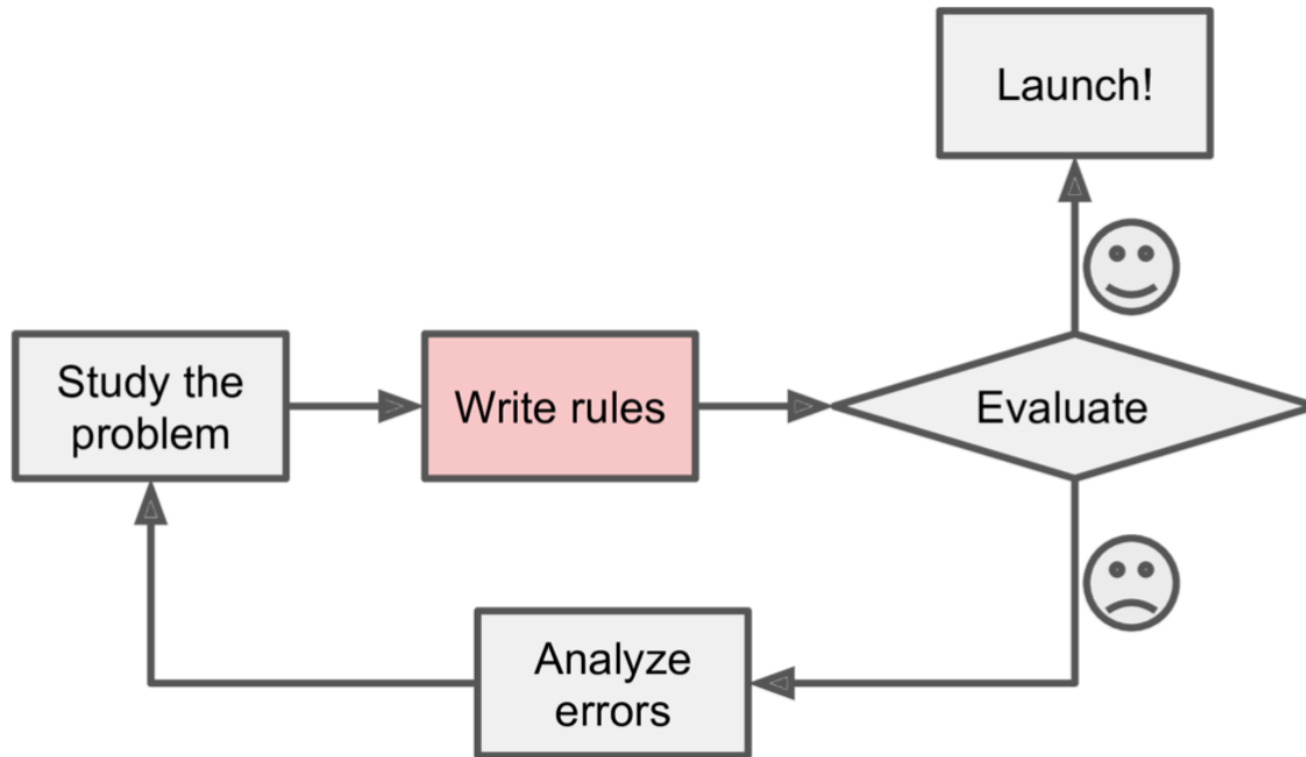 Launch!
Study the
problem
Write rules
Evaluate
Analyze
errors